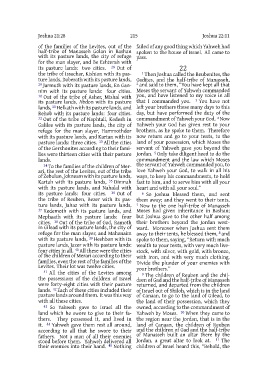 Joshua 21:28
215
Joshua 22:11
of the families of the Levites, out of the
half-tribe of Manasseh Golan in Bashan
with its pasture lands, the city of refuge
for the man slayer, and Be Eshterah with
its pasture lands: two cities. 28 Out of
the tribe of Issachar, Kishion with its pas-
ture lands, Daberath with its pasture lands,
29 Jarmuth with its pasture lands, En Gan-
nim with its pasture lands: four cities.
30 Out of the tribe of Asher, Mishal with
its pasture lands, Abdon with its pasture
lands, 31 Helkath with its pasture lands, and
Rehob with its pasture lands: four cities.
32 Out of the tribe of Naphtali, Kedesh in
Galilee with its pasture lands, the city of
refuge for the man slayer, Hammothdor
with its pasture lands, and Kartan with its
pasture lands: three cities. 33 All the cities
of the Gershonites according to their fami-
lies were thirteen cities with their pasture
lands.
34 To the families of the children of Mer-
ari, the rest of the Levites, out of the tribe
of Zebulun, Jokneam with its pasture lands,
Kartah with its pasture lands, 35 Dimnah
with its pasture lands, and Nahalal with
its pasture lands: four cities. 36 Out of
the tribe of Reuben, Bezer with its pas-
ture lands, Jahaz with its pasture lands,
37 Kedemoth with its pasture lands, and
Mephaath with its pasture lands: four
cities. 38 Out of the tribe of Gad, Ramoth
in Gilead with its pasture lands, the city of
refuge for the man slayer, and Mahanaim
with its pasture lands, 39 Heshbon with its
pasture lands, Jazer with its pasture lands:
four cities in all. 40 All these were the cities
of the children of Merari according to their
families, even the rest of the families of the
Levites. Their lot was twelve cities.
41 All the cities of the Levites among
the possessions of the children of Israel
were forty-eight cities with their pasture
lands. 42 Each of these cities included their
pasture lands around them. It was this way
with all these cities.
43 So Yahweh gave to Israel all the
land which he swore to give to their fa-
thers. They possessed it, and lived in
it. 44 Yahweh gave them rest all around,
according to all that he swore to their
fathers. Not a man of all their enemies
stood before them. Yahweh delivered all
their enemies into their hand. 45 Nothing
failed of any good thing which Yahweh had
spoken to the house of Israel. All came to
pass.
22
1 Then Joshua called the Reubenites, the
Gadites, and the half-tribe of Manasseh,
2 and said to them, "You have kept all that
Moses the servant of Yahweh commanded
you, and have listened to my voice in all
that I commanded you. 3 You have not
left your brothers these many days to this
day, but have performed the duty of the
commandment of Yahweh your God. 4 Now
Yahweh your God has given rest to your
brothers, as he spoke to them. Therefore
now return and go to your tents, to the
land of your possession, which Moses the
servant of Yahweh gave you beyond the
Jordan. 5 Only take diligent heed to do the
commandment and the law which Moses
the servant of Yahweh commanded you, to
love Yahweh your God, to walk in all his
ways, to keep his commandments, to hold
fast to him, and to serve him with all your
heart and with all your soul."
6 So Joshua blessed them, and sent
them away; and they went to their tents.
7 Now to the one half-tribe of Manasseh
Moses had given inheritance in Bashan;
but Joshua gave to the other half among
their brothers beyond the Jordan west-
ward. Moreover when Joshua sent them
away to their tents, he blessed them, 8 and
spoke to them, saying, "Return with much
wealth to your tents, with very much live-
stock, with silver, with gold, with bronze,
with iron, and with very much clothing.
Divide the plunder of your enemies with
your brothers."
9 The children of Reuben and the chil-
dren of Gad and the half-tribe of Manasseh
returned, and departed from the children
of Israel out of Shiloh, which is in the land
of Canaan, to go to the land of Gilead, to
the land of their possession, which they
owned, according to the commandment of
Yahweh by Moses. 10 When they came to
the region near the Jordan, that is in the
land of Canaan, the children of Reuben
and the children of Gad and the half-tribe
of Manasseh built an altar there by the
Jordan, a great altar to look at. 11 The
children of Israel heard this, "Behold, the